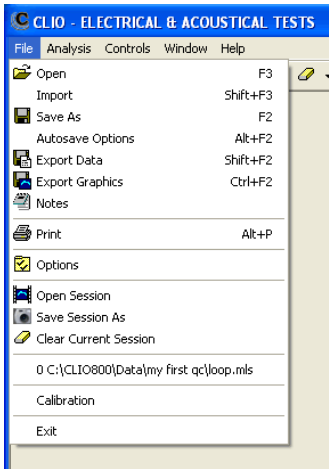 CLIO - ELECTRICAL & ACOUSTICAL TESTS
File Analysis Controls Window Help
Open F3
Import Shift+F3
Save As F2
Autosave Options Alt+F2
Export Data Shift+F2
Export Graphics Ctrl+F2
Notes
Print Alt+P
Options
Open Session
Save Session As
Clear Current Session
0 C:\CLIO800\Data\my first qc\loop.mls
Calibration
Exit